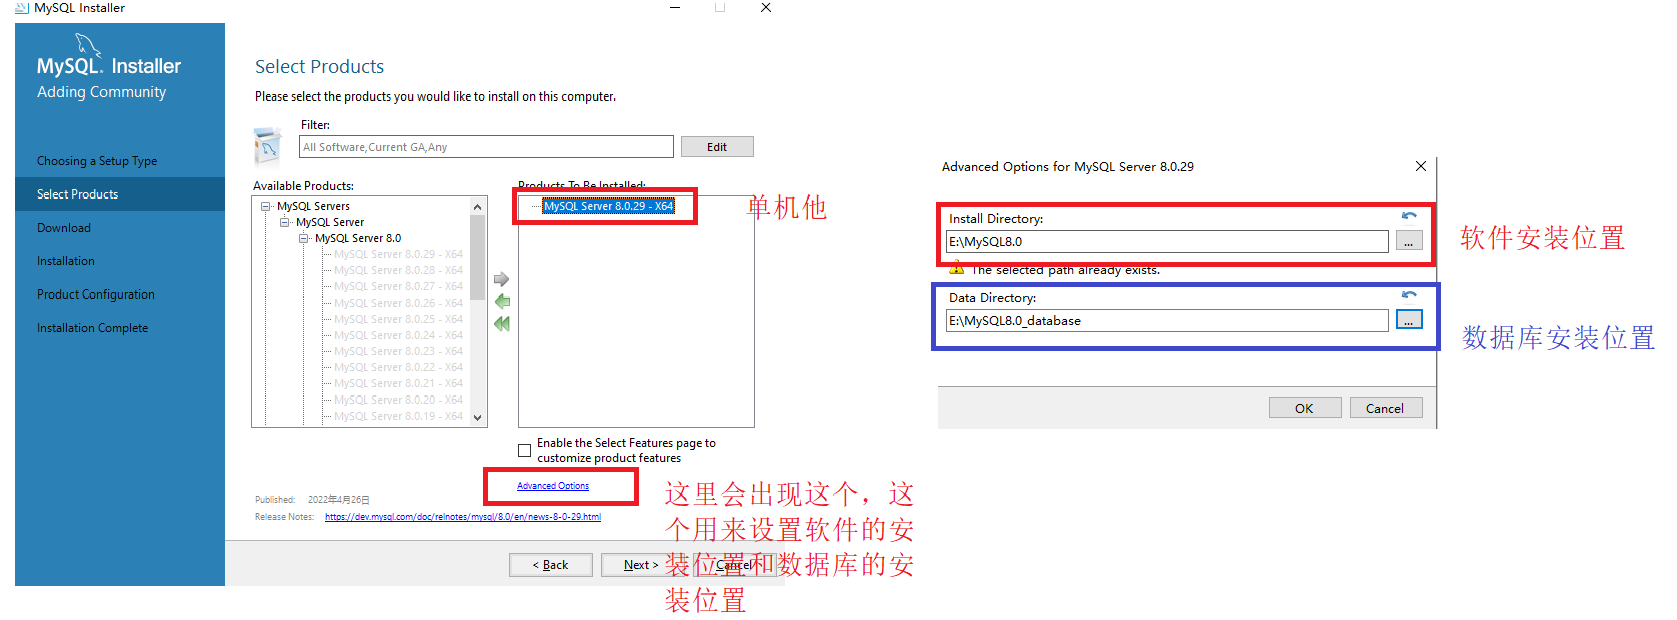 MySQL Installer
MySQL. Installer
Adding Community
Choosing a Setup Type
Select Products
Download
Installation
Product Configuration
Installation Complete
Select Products
Please select the products you would like to install on this computer.
Filter:
All Software,Current GA,Any
Edit
Available Products:
MySQL Servers
MySQL Server
MySQL Server 8.0
MySQL Server 8.0.29 - X64
MySQL Server 8.0.28 - X64
MySQL Server 8.0.27 - X64
MySQL Server 8.0.26 - X64
MySQL Server 8.0.25 - X64
MySQL Server 8.0.24 - X64
MySQL Server 8.0.23 - X64
MySQL Server 8.0.22 - X64
MySQL Server 8.0.21 - X64
MySQL Server 8.0.20 - X64
MySQL Server 8.0.19 - X64
Products To Be Installed:
MySQL Server 8.0.29 - X64
单机他
Enable the Select Features page to
customize product features
Advanced Options
Published: 2022年4月26日
Release Notes: https://dev.mysql.com/doc/relnotes/mysql/8.0/en/news-8-0-29.html
< Back
Next >
Cancel
这里会出现这个，这
个用来设置软件的安
装位置和数据库的安
装位置
Advanced Options for MySQL Server 8.0.29
Install Directory:
E:\MySQL8.0
...
The selected path already exists.
Data Directory:
E:\MySQL8.0_database
...
OK
Cancel
软件安装位置
数据库安装位置